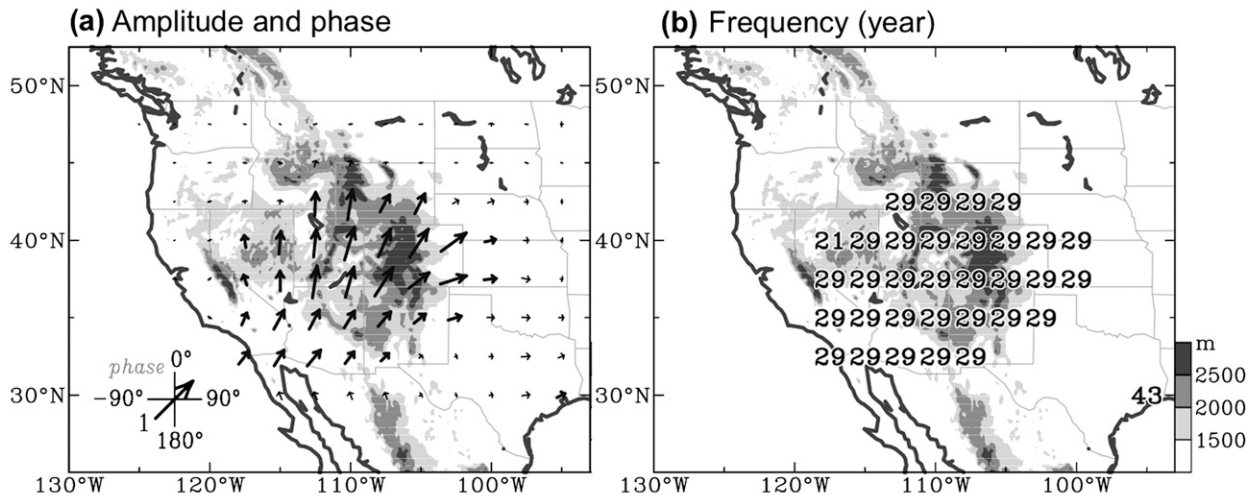 (a) Amplitude and phase
(b) Frequency (year)
50°N
40°N
30°N
130°W
120°W
110°W
100°W
phase
0°
−90°
90°
1
180°
50°N
40°N
30°N
130°W
120°W
110°W
100°W
29 29 29 29
21 29 29 29 29 29 29 29
29 29 29 29 29 29 29 29
29 29 29 29 29 29 29
29 29 29 29 29
43
m
2500
2000
1500